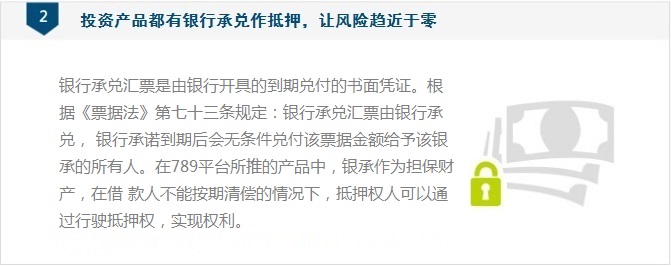 2
投资产品都有银行承兑作抵押，让风险趋近于零
银行承兑汇票是由银行开具的到期兑付的书面凭证。根
据《票据法》第七十三条规定：银行承兑汇票由银行承
兑， 银行承诺到期后会无条件兑付该票据金额给予该银
承的所有人。在789平台所推的产品中，银承作为担保财
产，在借 款人不能按期清偿的情况下，抵押权人可以通
过行驶抵押权，实现权利。